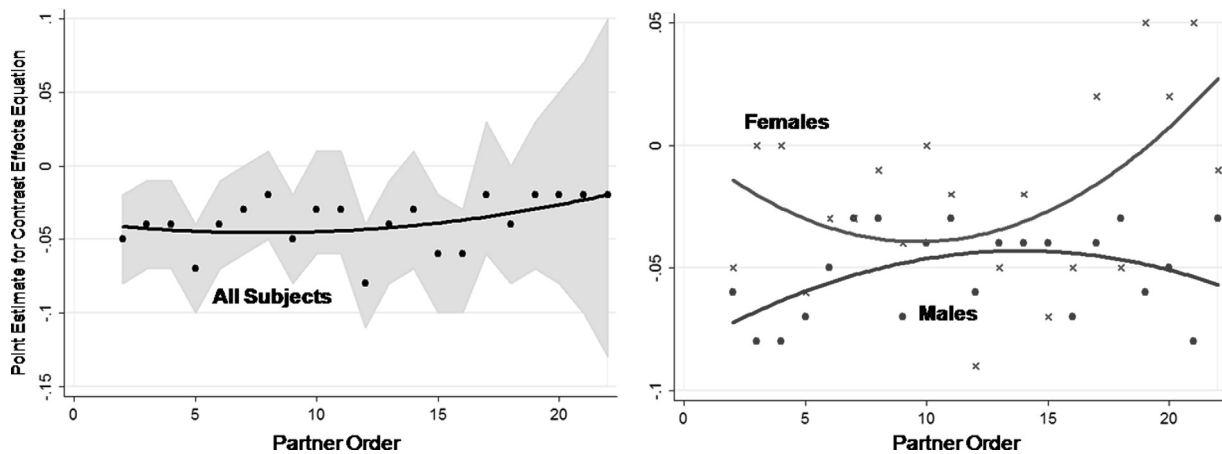 Point Estimate for Contrast Effects Equation
.1
.05
0
-.05
-.1
-.15
All Subjects
0 5 10 15 20
Partner Order
.05
0
-.05
-.1
Females
Males
0 5 10 15 20
Partner Order